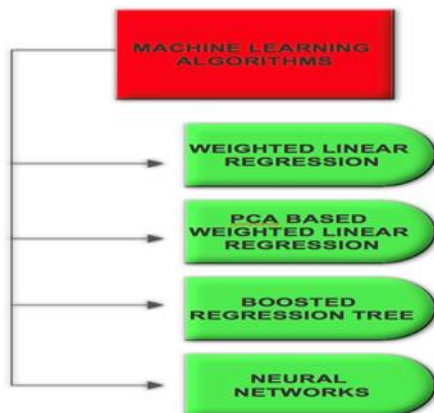 MACHINE LEARNING
ALGORITHMS
WEIGHTED LINEAR
REGRESSION
PCA BASED
WEIGHTED LINEAR
REGRESSION
BOOSTED
REGRESSION TREE
NEURAL
NETWORKS